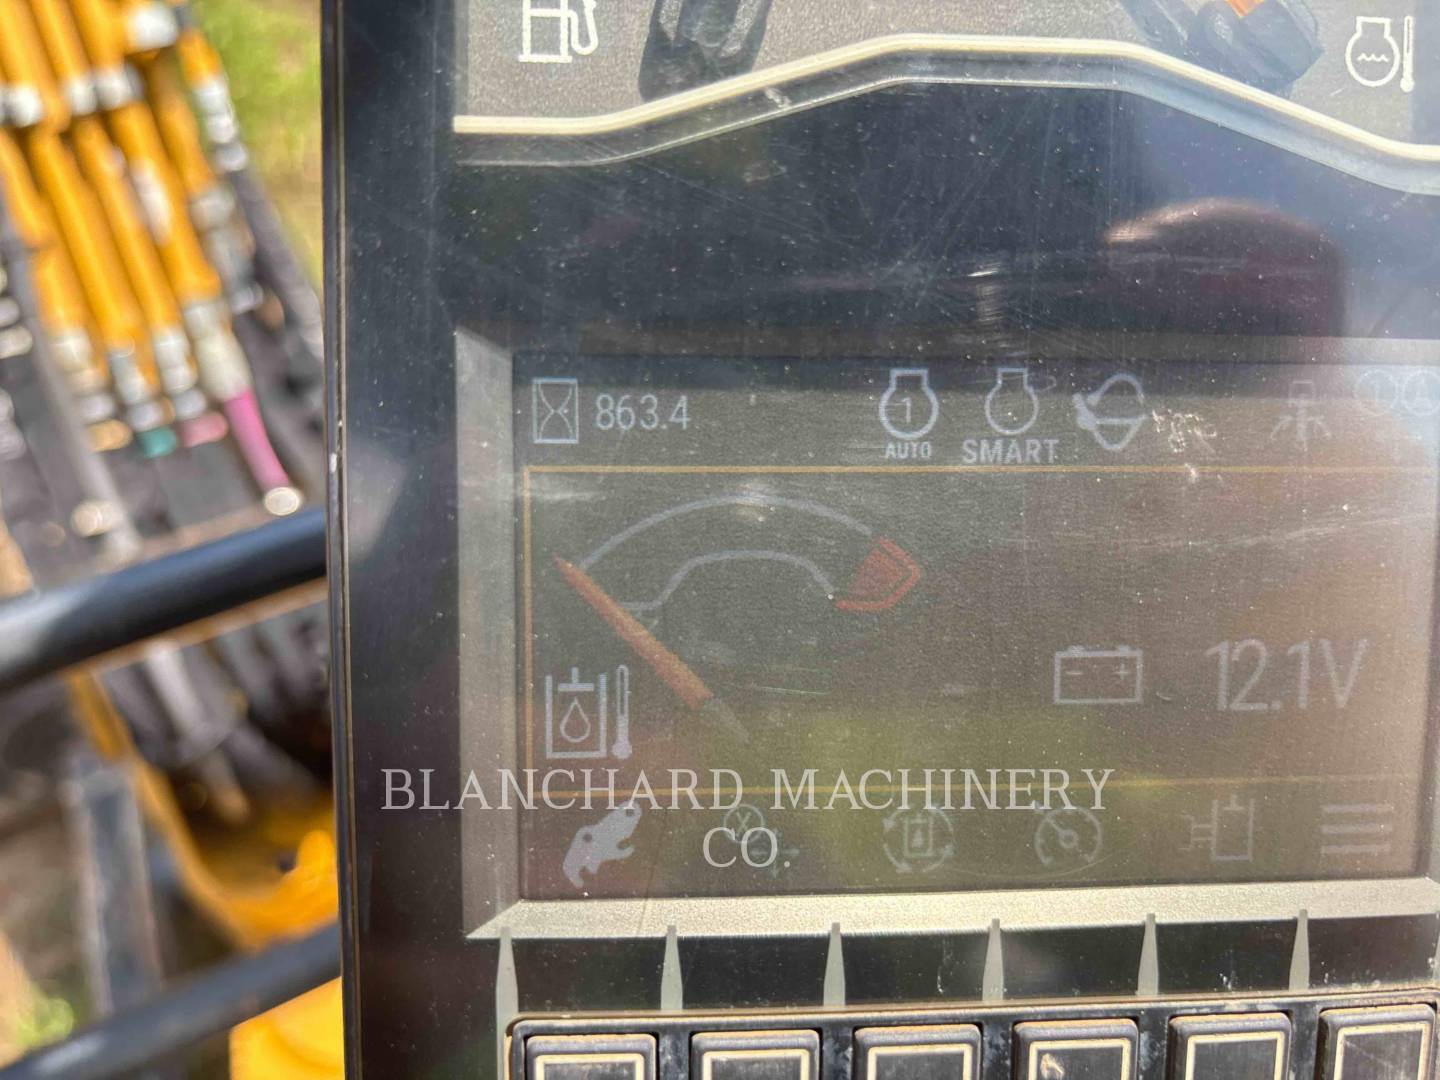 863.4
1
AUTO
SMART
12.1V
BLANCHARD MACHINERY
CO.